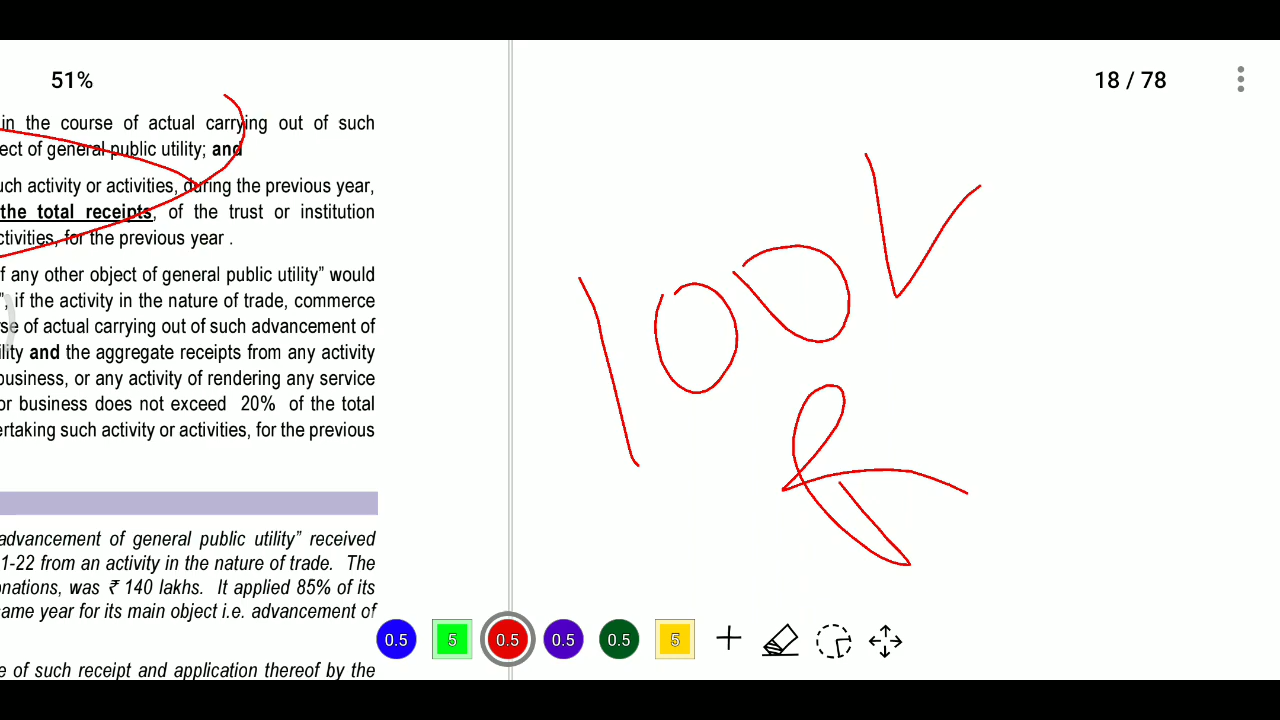 51%
18 / 78
in the course of actual carrying out of such
ect of general public utility; and
uch activity or activities, during the previous year,
the total receipts, of the trust or institution
ctivities, for the previous year .
f any other object of general public utility” would
”, if the activity in the nature of trade, commerce
rse of actual carrying out of such advancement of
ility and the aggregate receipts from any activity
business, or any activity of rendering any service
or business does not exceed 20% of the total
ertaking such activity or activities, for the previous
100
advancement of general public utility” received
1-22 from an activity in the nature of trade. The
onations, was ₹ 140 lakhs. It applied 85% of its
same year for its main object i.e. advancement of
e of such receipt and application thereof by the
0.5 5 0.5 0.5 0.5 5